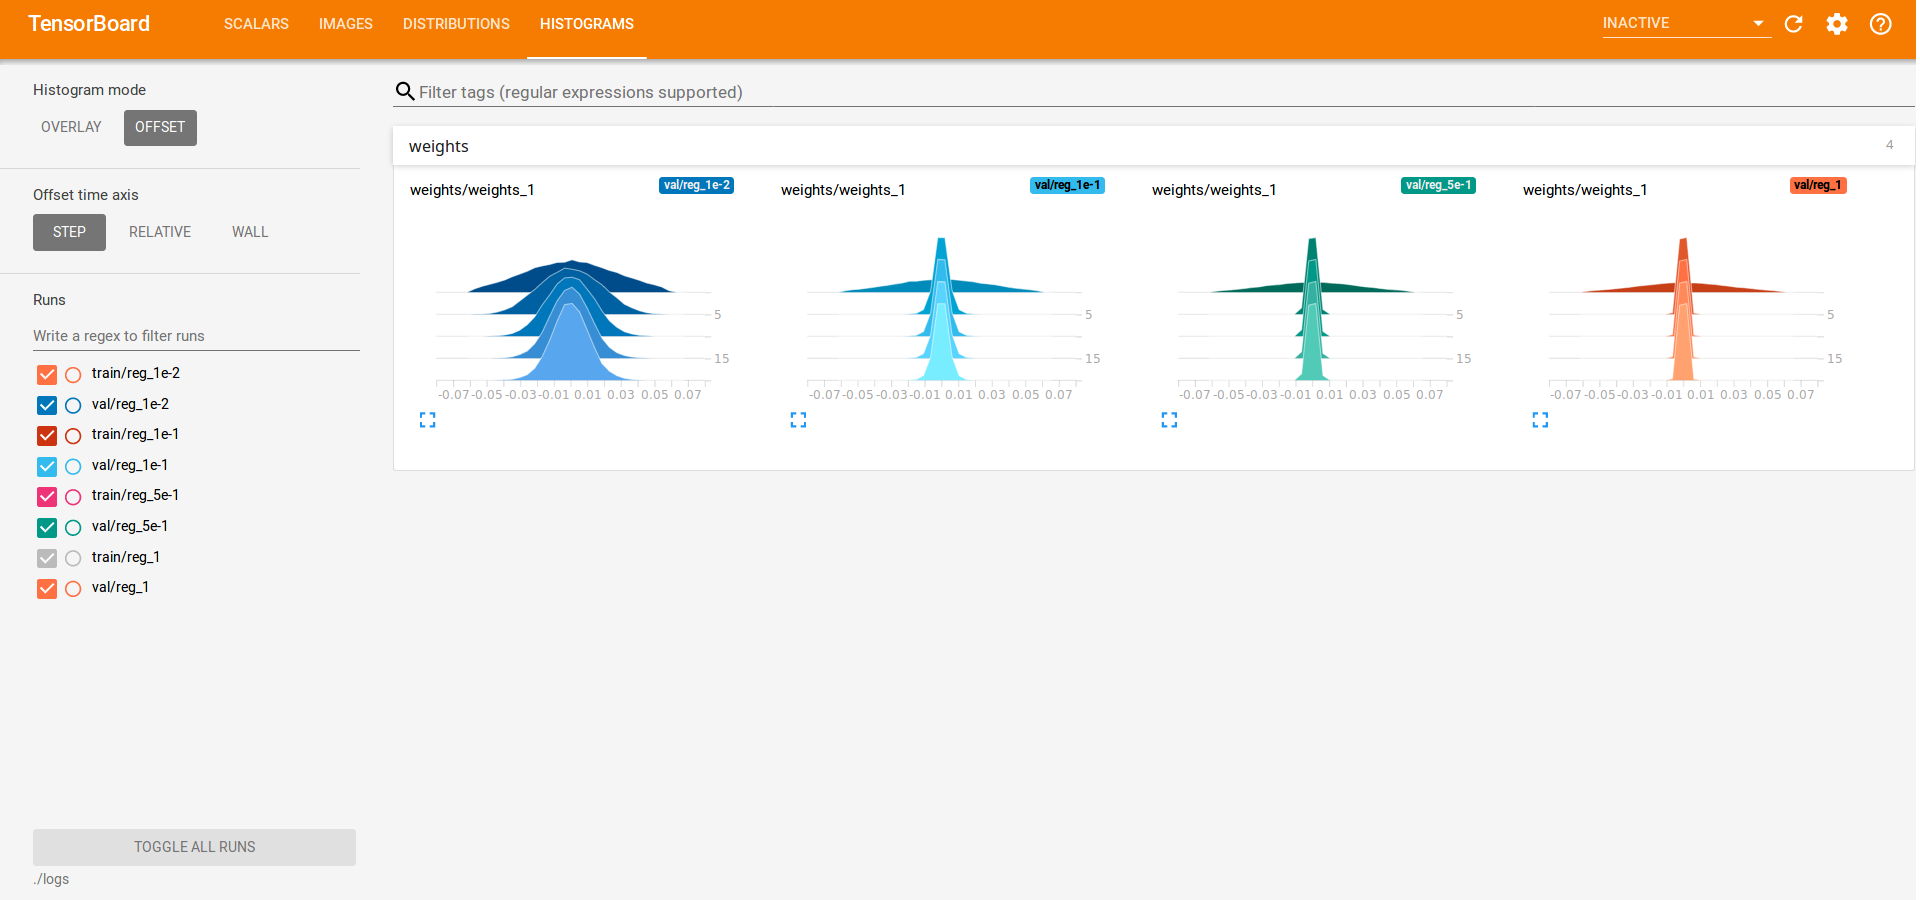 TensorBoard SCALARS IMAGES DISTRIBUTIONS HISTOGRAMS INACTIVE
Histogram mode
OVERLAY OFFSET
Offset time axis
STEP RELATIVE WALL
Runs
Write a regex to filter runs
train/reg_1e-2
val/reg_1e-2
train/reg_1e-1
val/reg_1e-1
train/reg_5e-1
val/reg_5e-1
train/reg_1
val/reg_1
TOGGLE ALL RUNS
./logs
Filter tags (regular expressions supported)
weights 4
weights/weights_1 val/reg_1e-2
5
15
-0.07 -0.05 -0.03 -0.01 0.01 0.03 0.05 0.07
weights/weights_1 val/reg_1e-1
5
15
-0.07 -0.05 -0.03 -0.01 0.01 0.03 0.05 0.07
weights/weights_1 val/reg_5e-1
5
15
-0.07 -0.05 -0.03 -0.01 0.01 0.03 0.05 0.07
weights/weights_1 val/reg_1
5
15
-0.07 -0.05 -0.03 -0.01 0.01 0.03 0.05 0.07